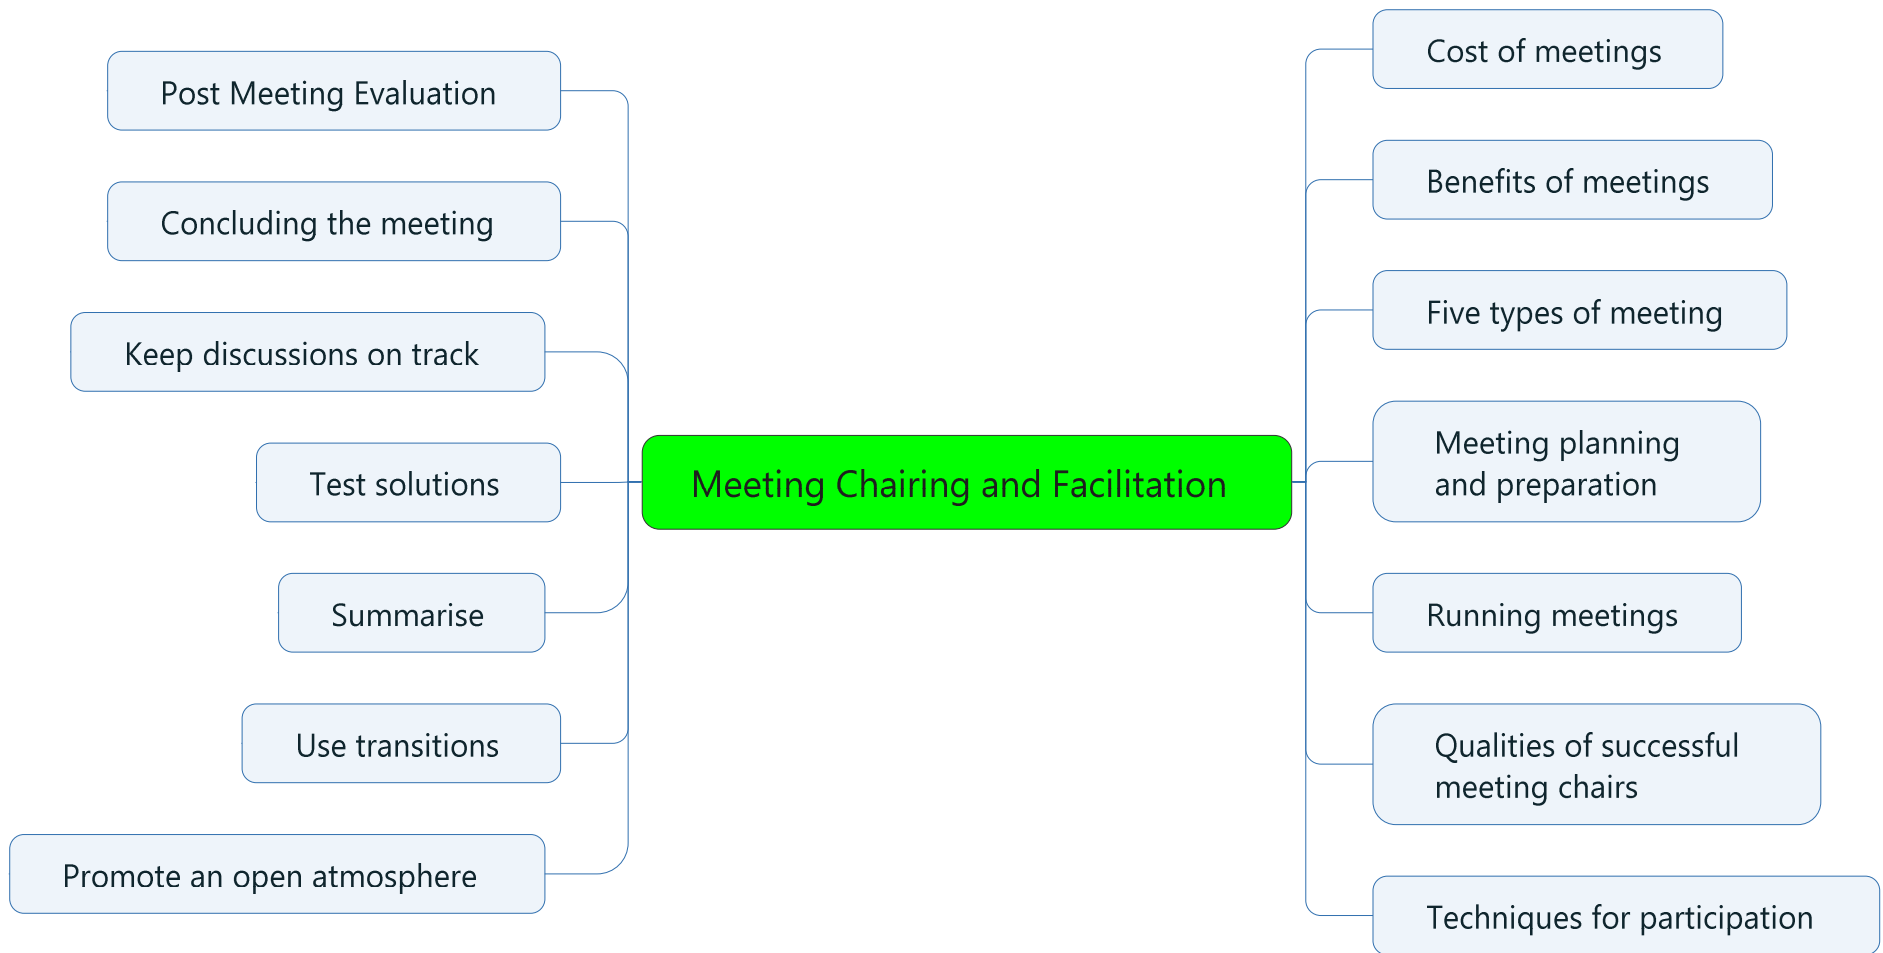 Post Meeting Evaluation
Concluding the meeting
Keep discussions on track
Test solutions
Summarise
Use transitions
Promote an open atmosphere
Meeting Chairing and Facilitation
Cost of meetings
Benefits of meetings
Five types of meeting
Meeting planning
and preparation
Running meetings
Qualities of successful
meeting chairs
Techniques for participation